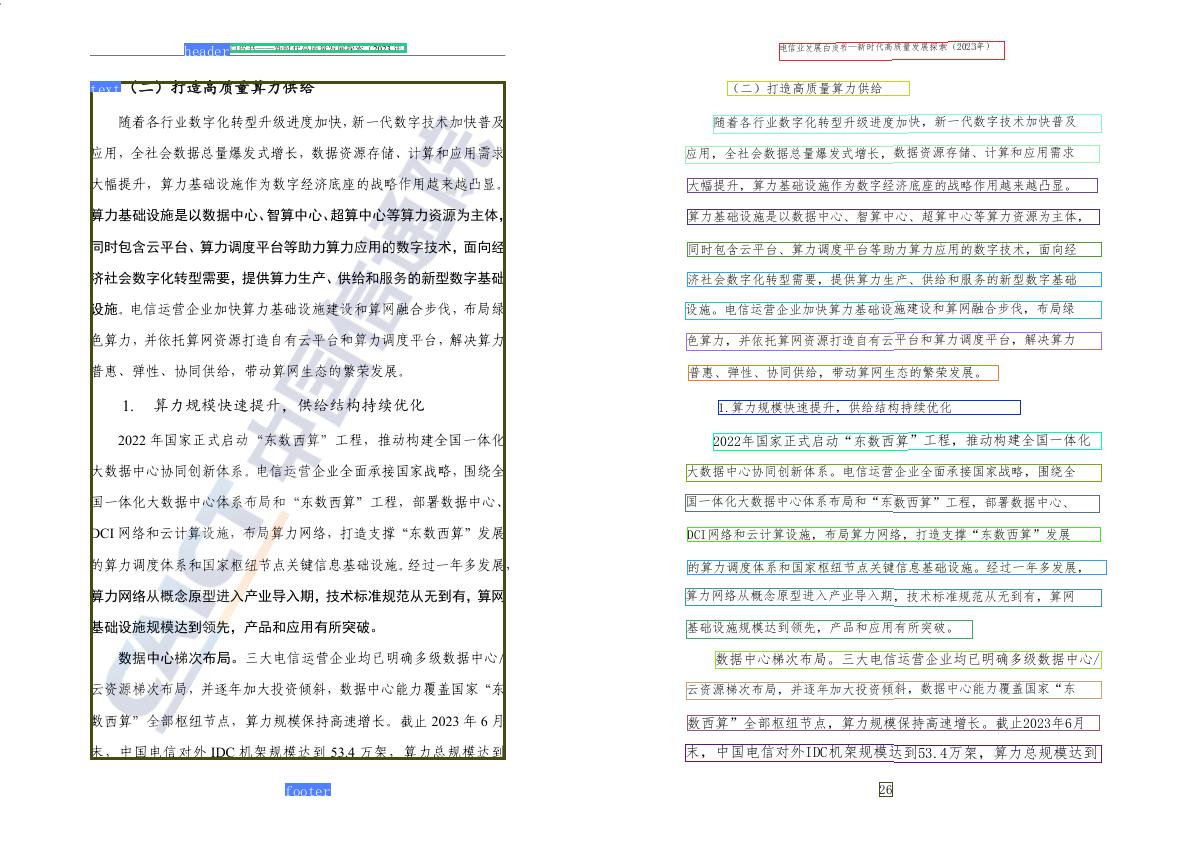 header
text
（二）打造高质量算力供给
随着各行业数字化转型升级进度加快，新一代数字技术加快普及
应用，全社会数据总量爆发式增长，数据资源存储、计算和应用需求
大幅提升，算力基础设施作为数字经济底座的战略作用越来越凸显。
算力基础设施是以数据中心、智算中心、超算中心等算力资源为主体，
同时包含云平台、算力调度平台等助力算力应用的数字技术，面向经
济社会数字化转型需要，提供算力生产、供给和服务的新型数字基础
设施。电信运营企业加快算力基础设施建设和算网融合步伐，布局绿
色算力，并依托算网资源打造自有云平台和算力调度平台，解决算力
普惠、弹性、协同供给，带动算网生态的繁荣发展。
1. 算力规模快速提升，供给结构持续优化
2022 年国家正式启动“东数西算”工程，推动构建全国一体化
大数据中心协同创新体系。电信运营企业全面承接国家战略，围绕全
国一体化大数据中心体系布局和“东数西算”工程，部署数据中心、
DCI 网络和云计算设施，布局算力网络，打造支撑“东数西算”发展
的算力调度体系和国家枢纽节点关键信息基础设施。经过一年多发展，
算力网络从概念原型进入产业导入期，技术标准规范从无到有，算网
基础设施规模达到领先，产品和应用有所突破。
数据中心梯次布局。三大电信运营企业均已明确多级数据中心/
云资源梯次布局，并逐年加大投资倾斜，数据中心能力覆盖国家“东
数西算”全部枢纽节点，算力规模保持高速增长。截止 2023 年 6 月
末，中国电信对外 IDC 机架规模达到 53.4 万架，算力总规模达到
CAICT 中国信通院
footer
电信业发展白皮书—新时代高质量发展探索（2023年）
（二）打造高质量算力供给
随着各行业数字化转型升级进度加快，新一代数字技术加快普及
应用，全社会数据总量爆发式增长，数据资源存储、计算和应用需求
大幅提升，算力基础设施作为数字经济底座的战略作用越来越凸显。
算力基础设施是以数据中心、智算中心、超算中心等算力资源为主体，
同时包含云平台、算力调度平台等助力算力应用的数字技术，面向经
济社会数字化转型需要，提供算力生产、供给和服务的新型数字基础
设施。电信运营企业加快算力基础设施建设和算网融合步伐，布局绿
色算力，并依托算网资源打造自有云平台和算力调度平台，解决算力
普惠、弹性、协同供给，带动算网生态的繁荣发展。
1.算力规模快速提升，供给结构持续优化
2022年国家正式启动“东数西算”工程，推动构建全国一体化
大数据中心协同创新体系。电信运营企业全面承接国家战略，围绕全
国一体化大数据中心体系布局和“东数西算”工程，部署数据中心、
DCI网络和云计算设施，布局算力网络，打造支撑“东数西算”发展
的算力调度体系和国家枢纽节点关键信息基础设施。经过一年多发展，
算力网络从概念原型进入产业导入期，技术标准规范从无到有，算网
基础设施规模达到领先，产品和应用有所突破。
数据中心梯次布局。三大电信运营企业均已明确多级数据中心/
云资源梯次布局，并逐年加大投资倾斜，数据中心能力覆盖国家“东
数西算”全部枢纽节点，算力规模保持高速增长。截止2023年6月
末，中国电信对外IDC机架规模达到53.4万架，算力总规模达到
26